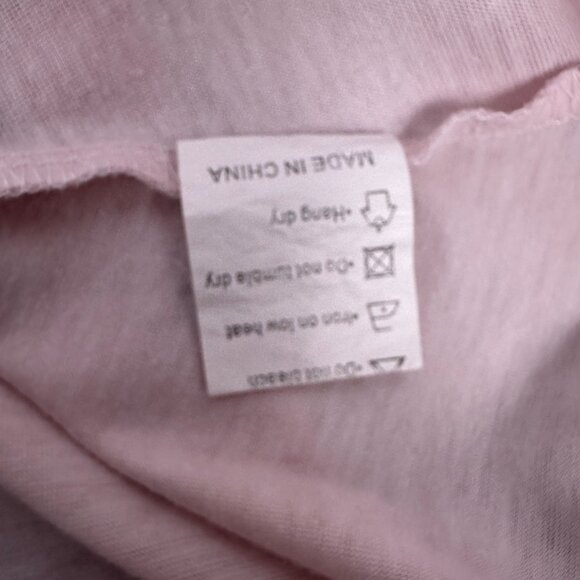 •Do not bleach
•Iron on low heat
•Do not tumble dry
•Hang dry
MADE IN CHINA